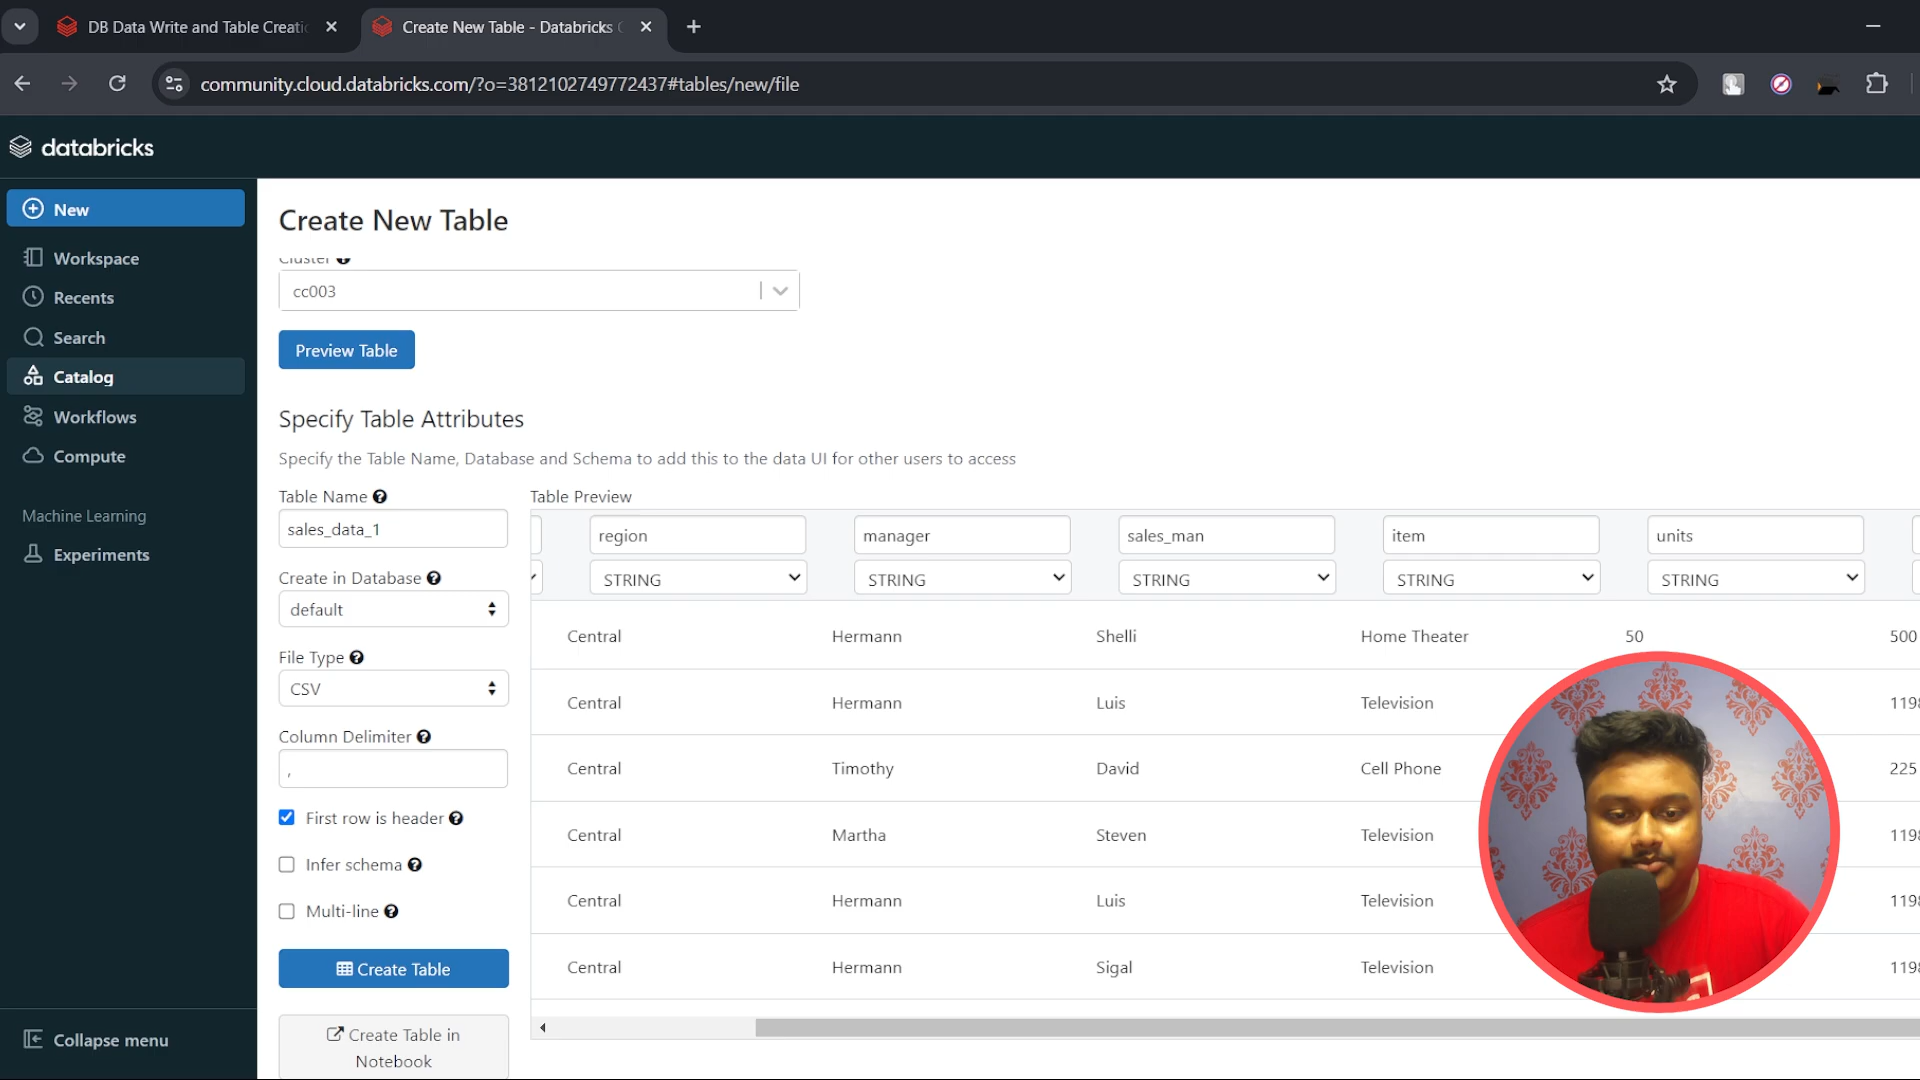 DB Data Write and Table Creati
Create New Table - Databricks C
community.cloud.databricks.com/?o=3812102749772437#tables/new/file
databricks
New
Workspace
Recents
Search
Catalog
Workflows
Compute
Machine Learning
Experiments
Collapse menu
Create New Table
Cluster
cc003
Preview Table
Specify Table Attributes
Specify the Table Name, Database and Schema to add this to the data UI for other users to access
Table Name
sales_data_1
Create in Database
default
File Type
CSV
Column Delimiter
,
First row is header
Infer schema
Multi-line
Create Table
Create Table in
Notebook
Table Preview
region manager sales_man item units
STRING STRING STRING STRING STRING
Central Hermann Shelli Home Theater 50 500
Central Hermann Luis Television 1198
Central Timothy David Cell Phone 225
Central Martha Steven Television 1198
Central Hermann Luis Television 1198
Central Hermann Sigal Television 1198